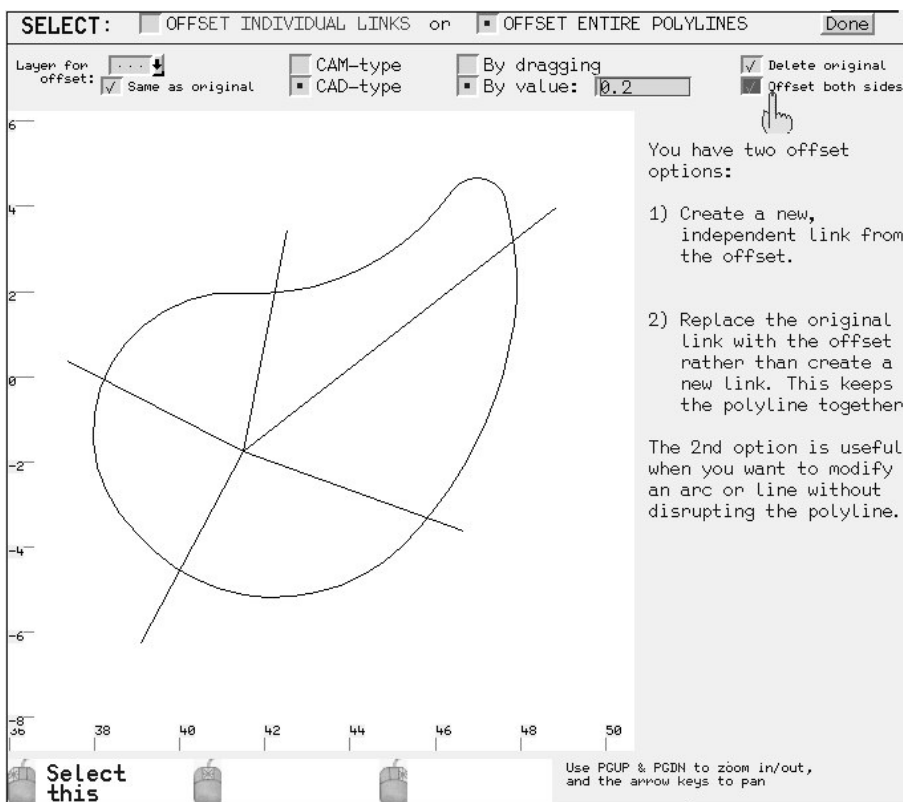 SELECT: OFFSET INDIVIDUAL LINKS or OFFSET ENTIRE POLYLINES Done
Layer for offset: ... Same as original
CAM-type
CAD-type
By dragging
By value: 0.2
Delete original
Offset both sides
You have two offset
options:
1) Create a new,
independent link from
the offset.
2) Replace the original
link with the offset
rather than create a
new link. This keeps
the polyline together
The 2nd option is useful
when you want to modify
an arc or line without
disrupting the polyline.
6
4
2
0
-2
-4
-6
-8
36 38 40 42 44 46 48 50
Select
this
Use PGUP & PGDN to zoom in/out,
and the arrow keys to pan